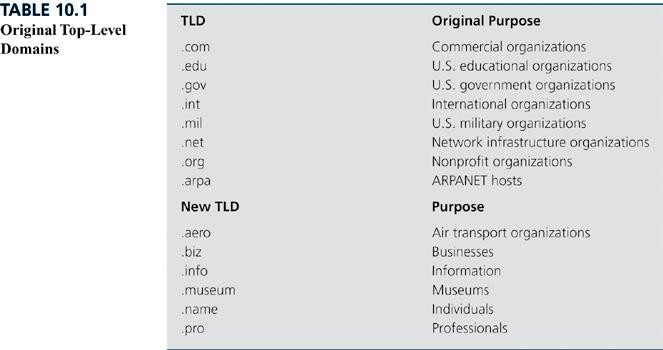 TABLE 10.1
Original Top-Level
Domains
TLD Original Purpose
.com Commercial organizations
.edu U.S. educational organizations
.gov U.S. government organizations
.int International organizations
.mil U.S. military organizations
.net Network infrastructure organizations
.org Nonprofit organizations
.arpa ARPANET hosts
New TLD Purpose
.aero Air transport organizations
.biz Businesses
.info Information
.museum Museums
.name Individuals
.pro Professionals